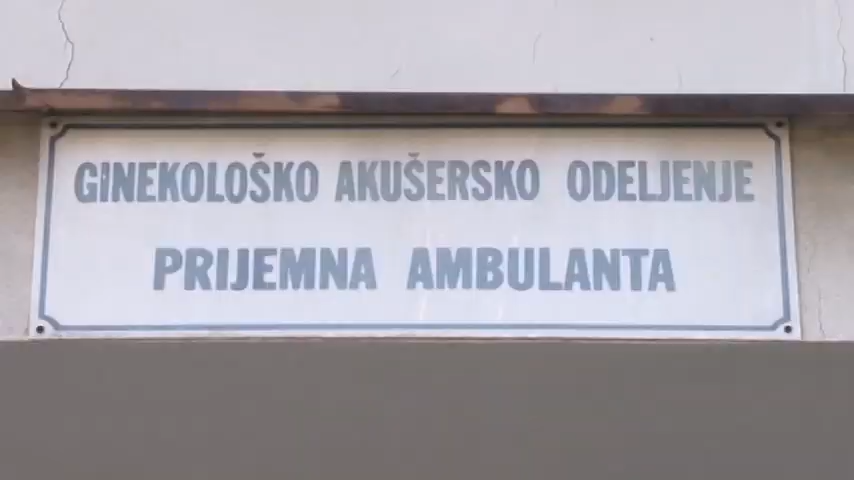 GINEKOLOŠKO AKUŠERSKO ODELJENJE
PRIJEMNA AMBULANTA